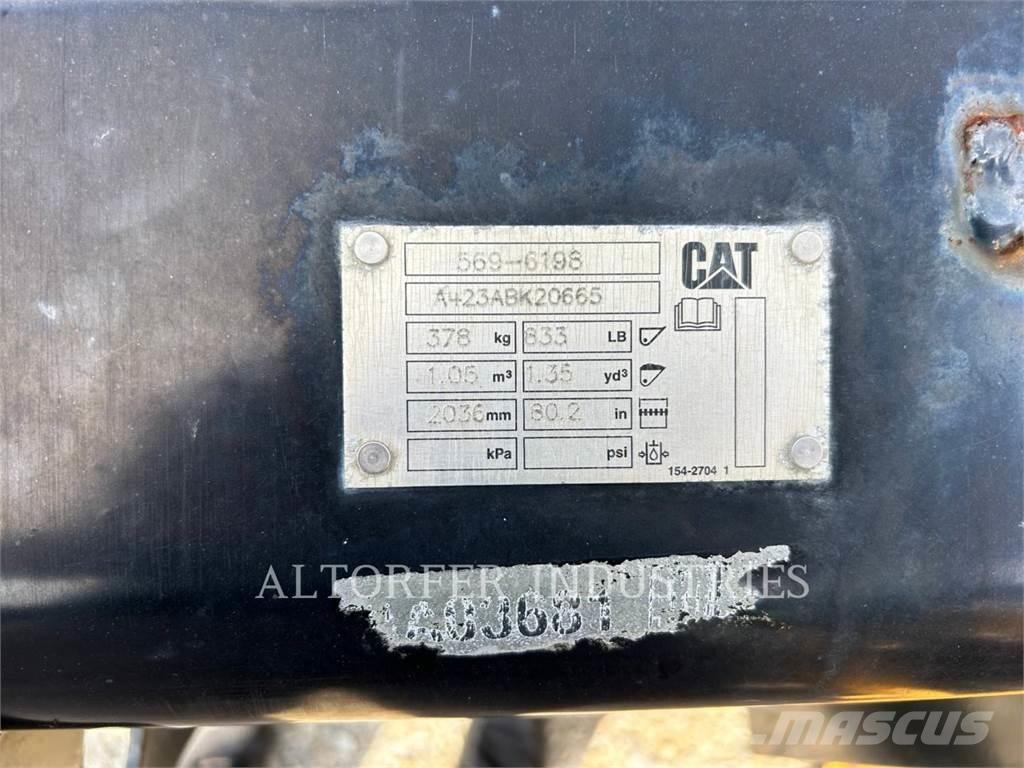 569-6198
CAT
A423ABK20665
378 kg 833 LB
1.05 m³ 1.35 yd³
2036 mm 80.2 in
kPa psi
154-2704 1
ALTORFER INDUSTRIES
MASCUS